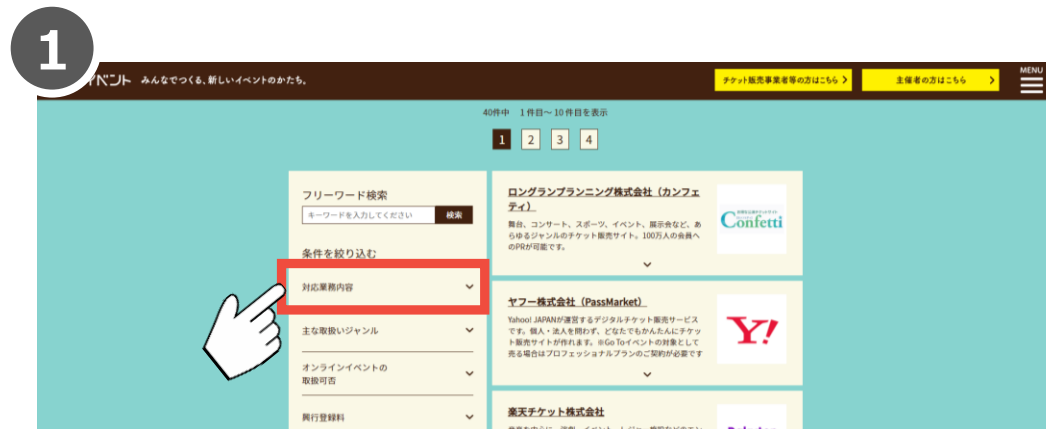 1
イベント みんなでつくる、新しいイベントのかたち。
チケット販売事業者等の方はこちら
主催者の方はこちら
MENU
40件中 1件目～10件目を表示
1 2 3 4
フリーワード検索
キーワードを入力してください 検索
条件を絞り込む
対応業務内容
主な取扱いジャンル
オンラインイベントの
取扱可否
興行登録料
ロングランプランニング株式会社（カンフェ
ティ）
舞台、コンサート、スポーツ、イベント、展示会など、あ
らゆるジャンルのチケット販売サイト。100万人の会員へ
のPRが可能です。
Confetti
ヤフー株式会社（PassMarket）
Yahoo! JAPANが運営するデジタルチケット販売サービス
です。個人・法人を問わず、どなたでもかんたんにチケッ
ト販売サイトが作れます。※Go Toイベントの対象として
売る場合はプロフェッショナルプランのご契約が必要です
Y!
楽天チケット株式会社